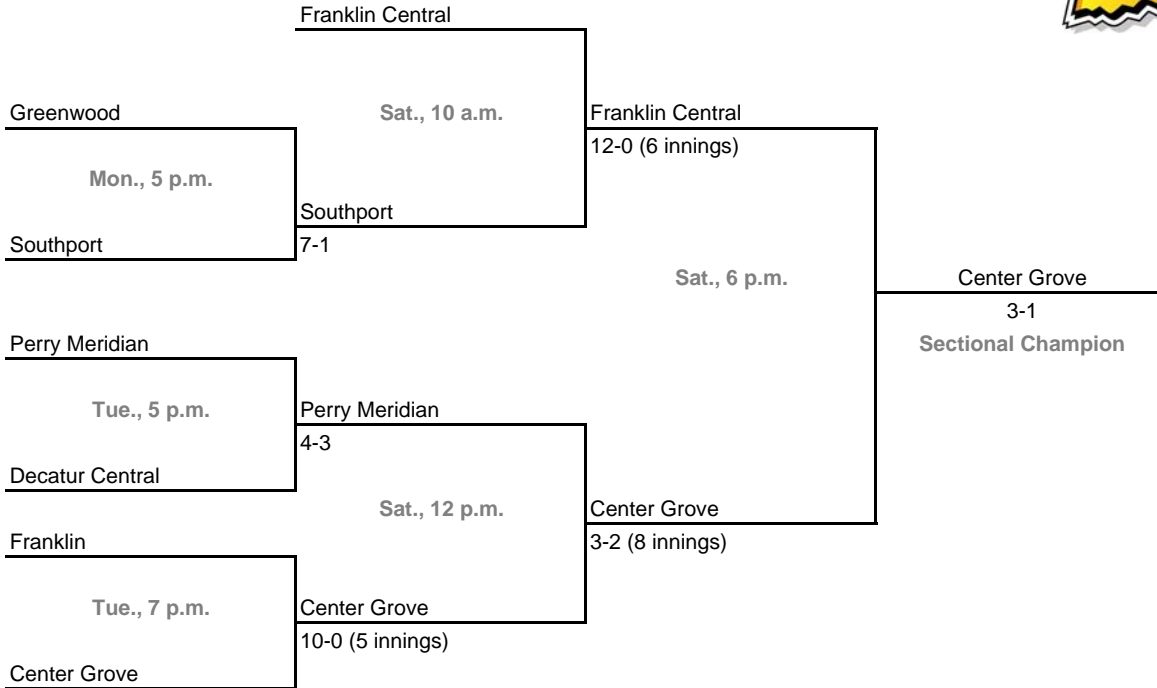 Franklin Central
Greenwood
Sat., 10 a.m.
Franklin Central
12-0 (6 innings)
Mon., 5 p.m.
Southport
Southport
7-1
Sat., 6 p.m.
Center Grove
3-1
Perry Meridian
Sectional Champion
Tue., 5 p.m.
Perry Meridian
4-3
Decatur Central
Sat., 12 p.m.
Center Grove
Franklin
3-2 (8 innings)
Tue., 7 p.m.
Center Grove
10-0 (5 innings)
Center Grove